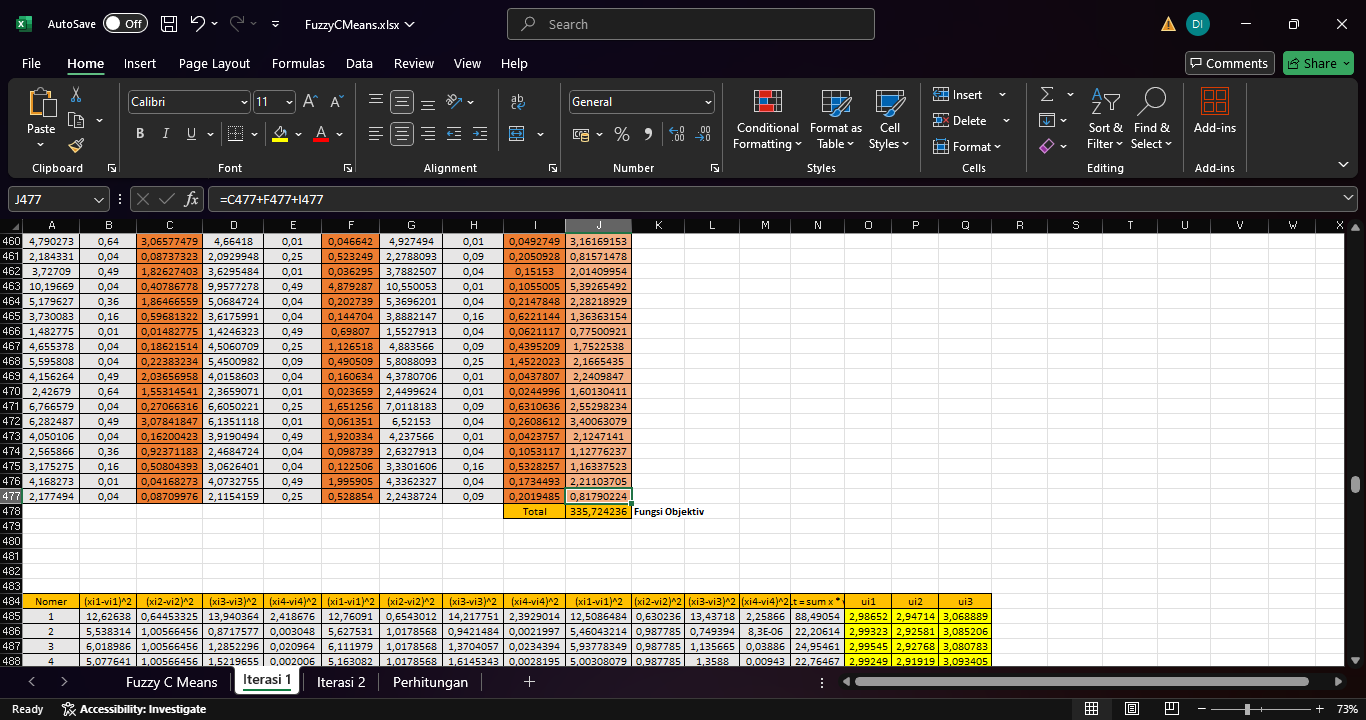 AutoSave Off FuzzyCMeans.xlsx Search DI
File Home Insert Page Layout Formulas Data Review View Help Comments Share
Paste Calibri 11 General Conditional Formatting Format as Table Cell Styles Insert Delete Format Sort & Filter Find & Select Add-ins
Clipboard Font Alignment Number Styles Cells Editing Add-ins
J477 fx =C477+F477+I477
A B C D E F G H I J K L M N O P Q R S T U V W X
460 4,790273 0,64 3,06577479 4,66418 0,01 0,046642 4,927494 0,01 0,0492749 3,16169153
461 2,184331 0,04 0,08737323 2,0929948 0,25 0,523249 2,2788093 0,09 0,2050928 0,81571478
462 3,72709 0,49 1,82627403 3,6295484 0,01 0,036295 3,7882507 0,04 0,15153 2,01409954
463 10,19669 0,04 0,40786778 9,9577278 0,49 4,879287 10,550053 0,01 0,1055005 5,39265492
464 5,179627 0,36 1,86466559 5,0684724 0,04 0,202739 5,3696201 0,04 0,2147848 2,28218929
465 3,730083 0,16 0,59681322 3,6175991 0,04 0,144704 3,8882147 0,16 0,6221144 1,36363154
466 1,482775 0,01 0,01482775 1,4246323 0,49 0,69807 1,5527913 0,04 0,0621117 0,77500921
467 4,655378 0,04 0,18621514 4,5060709 0,25 1,126518 4,883566 0,09 0,4395209 1,7522538
468 5,595808 0,04 0,22383234 5,4500982 0,09 0,490509 5,8088093 0,25 1,4522023 2,1665435
469 4,156264 0,49 2,03656958 4,0158603 0,04 0,160634 4,3780706 0,01 0,0437807 2,2409847
470 2,42679 0,64 1,55314541 2,3659071 0,01 0,023659 2,4499624 0,01 0,0244996 1,60130411
471 6,766579 0,04 0,27066316 6,6050221 0,25 1,651256 7,0118183 0,09 0,6310636 2,55298234
472 6,282487 0,49 3,07841847 6,1351118 0,01 0,061351 6,52153 0,04 0,2608612 3,40063079
473 4,050106 0,04 0,16200423 3,9190494 0,49 1,920334 4,237566 0,01 0,0423757 2,1247141
474 2,565866 0,36 0,92371183 2,4684724 0,04 0,098739 2,6327913 0,04 0,1053117 1,12776237
475 3,175275 0,16 0,50804393 3,0626401 0,04 0,122506 3,3301606 0,16 0,5328257 1,16337523
476 4,168273 0,01 0,04168273 4,0732755 0,49 1,995905 4,3362327 0,04 0,1734493 2,21103705
477 2,177494 0,04 0,08709976 2,1154159 0,25 0,528854 2,2438724 0,09 0,2019485 0,81790224
478 Total 335,724236 Fungsi Objektiv
479
480
481
482
483
484 Nomer (xi1-vi1)^2 (xi2-vi2)^2 (xi3-vi3)^2 (xi4-vi4)^2 (xi1-vi1)^2 (xi2-vi2)^2 (xi3-vi3)^2 (xi4-vi4)^2 (xi1-vi1)^2 (xi2-vi2)^2 (xi3-vi3)^2 (xi4-vi4)^2 Lt = sum x * ui1 ui2 ui3
485 1 12,62638 0,64453325 13,940364 2,418676 12,76091 0,6543012 14,217751 2,3929014 12,5086484 0,630236 13,43718 2,25866 88,49054 2,98652 2,94714 3,068889
486 2 5,538314 1,00566456 0,8717577 0,003048 5,627531 1,0178568 0,9421484 0,0021997 5,46043214 0,987785 0,749394 8,3E-06 22,20614 2,99323 2,92581 3,085206
487 3 6,018986 1,00566456 1,2852296 0,020964 6,111979 1,0178568 1,3704057 0,0234394 5,93778349 0,987785 1,135665 0,03886 24,95461 2,99545 2,92768 3,080783
488 4 5,077641 1,00566456 1,5219655 0,002006 5,163082 1,0178568 1,6145343 0,0028195 5,00308079 0,987785 1,3588 0,00943 22,76467 2,99249 2,91919 3,093405
Fuzzy C Means Iterasi 1 Iterasi 2 Perhitungan
Ready Accessibility: Investigate 73%